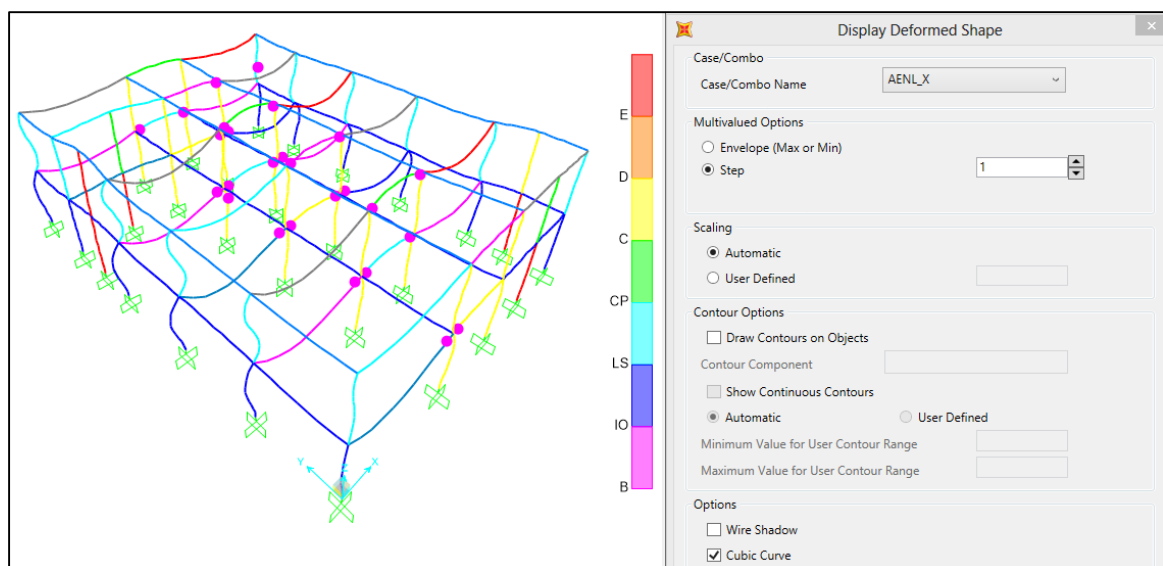 E
D
C
CP
LS
IO
B
Y
Z
X
Display Deformed Shape
Case/Combo
Case/Combo Name AENL_X
Multivalued Options
Envelope (Max or Min)
Step 1
Scaling
Automatic
User Defined
Contour Options
Draw Contours on Objects
Contour Component
Show Continuous Contours
Automatic User Defined
Minimum Value for User Contour Range
Maximum Value for User Contour Range
Options
Wire Shadow
Cubic Curve